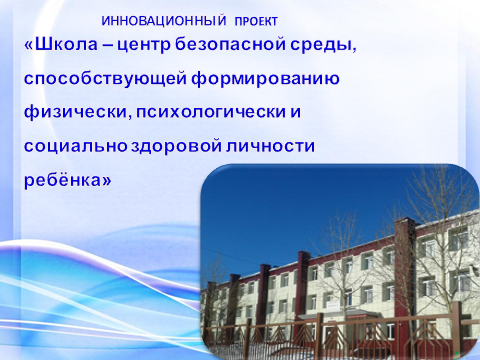 ИННОВАЦИОННЫЙ ПРОЕКТ
«Школа – центр безопасной среды,
способствующей формированию
физически, психологически и
социально здоровой личности
ребёнка»